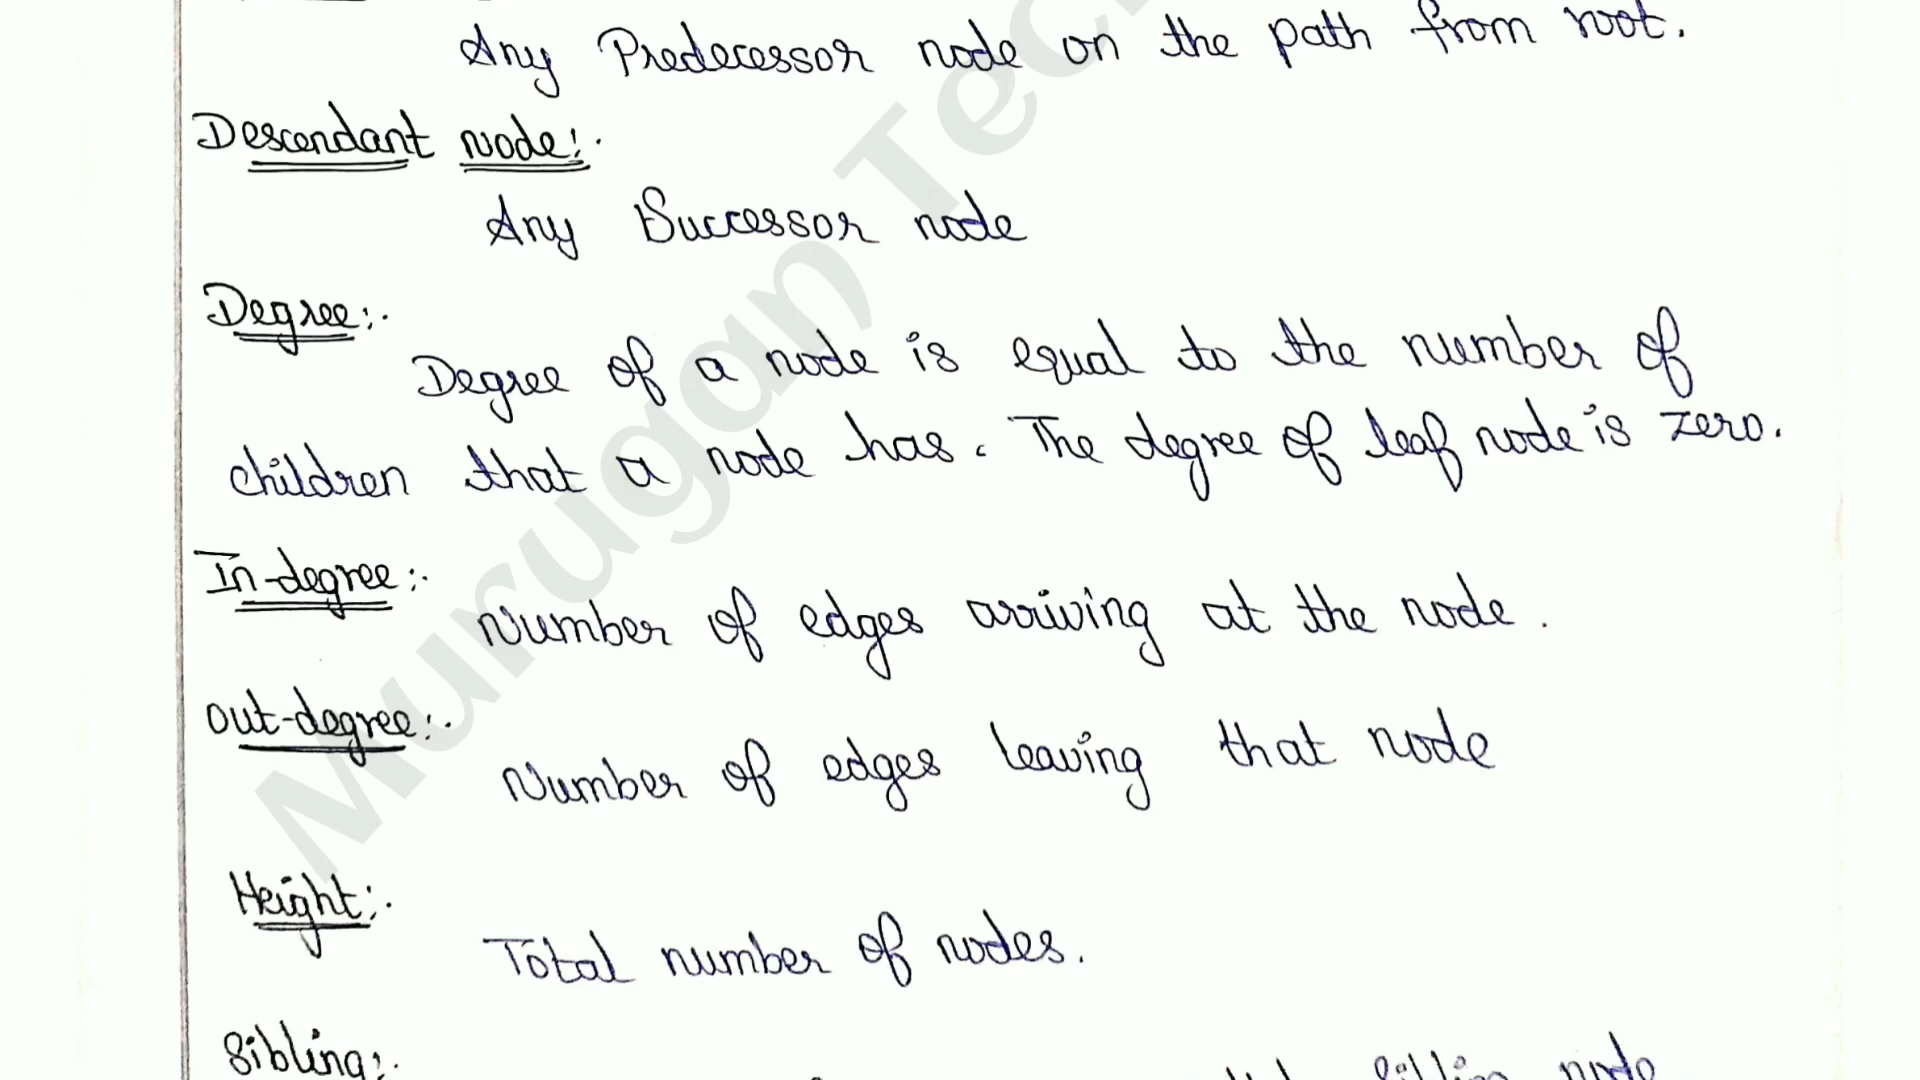 Any Predecessor node on the path from root.
Descendant node:-
Any Successor node
Degree:-
Degree of a node is equal to the number of
children that a node has. The degree of leaf node is zero.
In-degree:-
Number of edges arriving at the node.
Out-degree:-
Number of edges leaving that node
Height:-
Total number of nodes.
Sibling:-
node
Murugan Tec